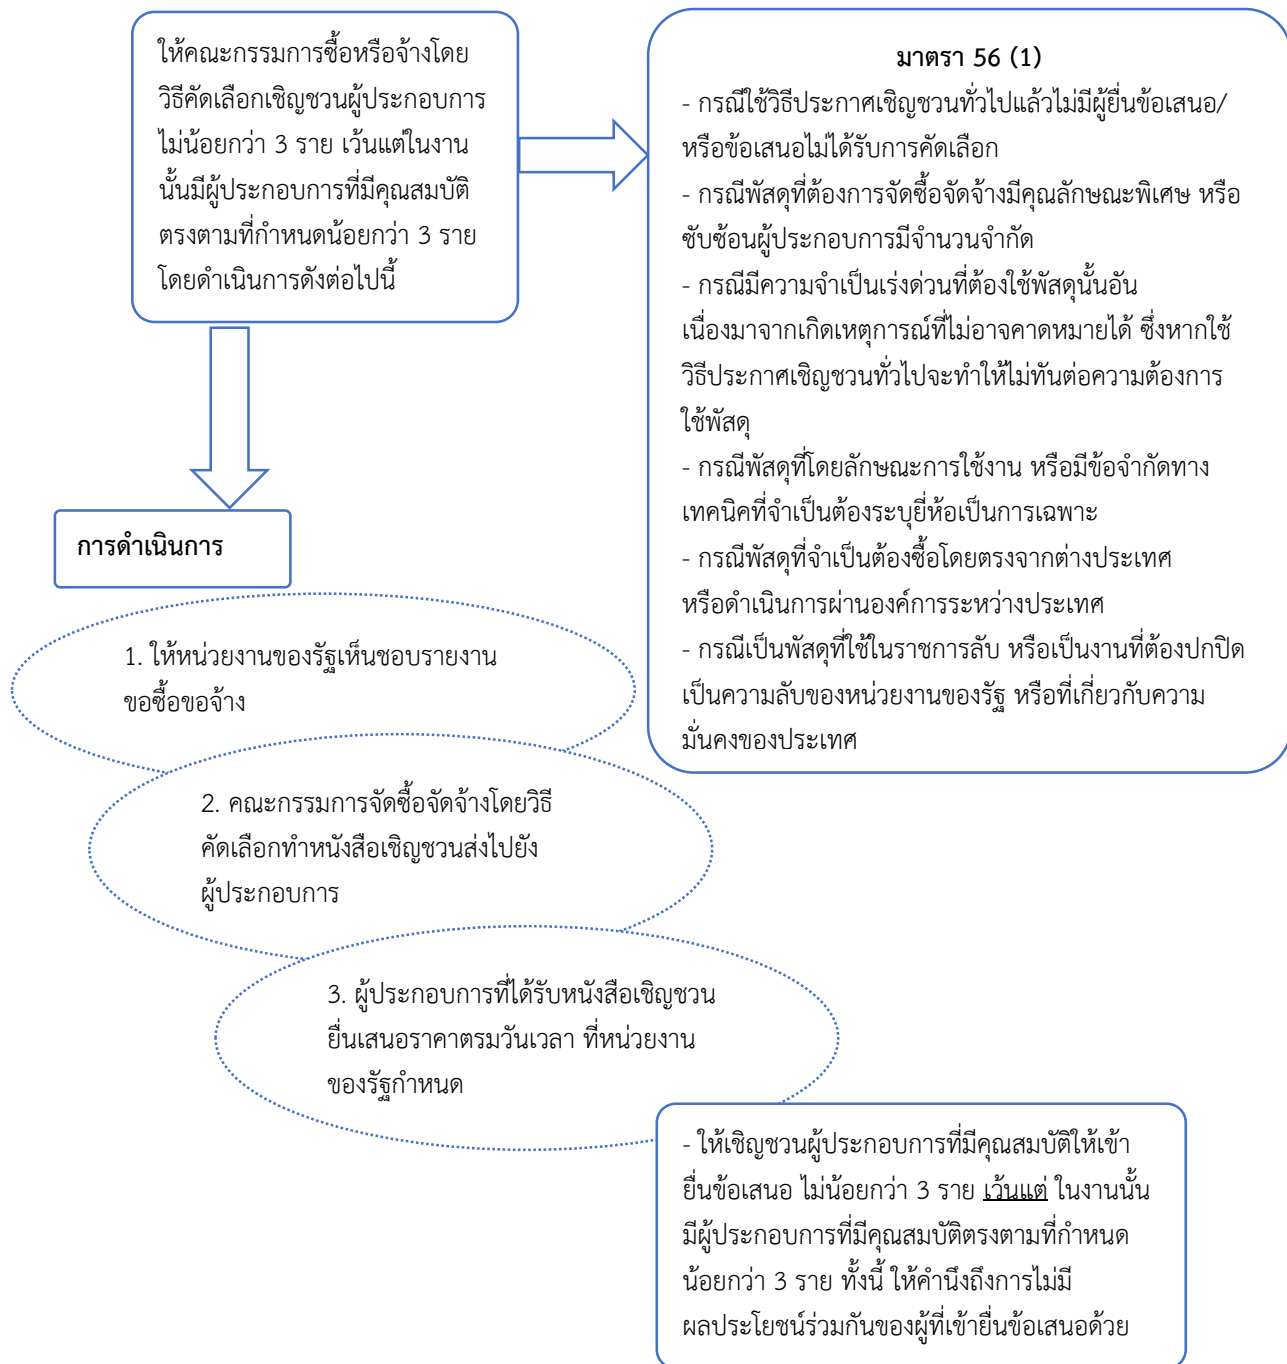 ให้คณะกรรมการซื้อหรือจ้างโดย
วิธีคัดเลือกเชิญชวนผู้ประกอบการ
ไม่น้อยกว่า 3 ราย เว้นแต่ในงาน
นั้นมีผู้ประกอบการที่มีคุณสมบัติ
ตรงตามที่กำหนดน้อยกว่า 3 ราย
โดยดำเนินการดังต่อไปนี้
มาตรา 56 (1)
- กรณีใช้วิธีประกาศเชิญชวนทั่วไปแล้วไม่มีผู้ยื่นข้อเสนอ/
หรือข้อเสนอไม่ได้รับการคัดเลือก
- กรณีพัสดุที่ต้องการจัดซื้อจัดจ้างมีคุณลักษณะพิเศษ หรือ
ซับซ้อนผู้ประกอบการมีจำนวนจำกัด
- กรณีมีความจำเป็นเร่งด่วนที่ต้องใช้พัสดุนั้นอัน
เนื่องมาจากเกิดเหตุการณ์ที่ไม่อาจคาดหมายได้ ซึ่งหากใช้
วิธีประกาศเชิญชวนทั่วไปจะทำให้ไม่ทันต่อความต้องการ
ใช้พัสดุ
- กรณีพัสดุที่โดยลักษณะการใช้งาน หรือมีข้อจำกัดทาง
เทคนิคที่จำเป็นต้องระบุยี่ห้อเป็นการเฉพาะ
- กรณีพัสดุที่จำเป็นต้องซื้อโดยตรงจากต่างประเทศ
หรือดำเนินการผ่านองค์การระหว่างประเทศ
- กรณีเป็นพัสดุที่ใช้ในราชการลับ หรือเป็นงานที่ต้องปกปิด
เป็นความลับของหน่วยงานของรัฐ หรือที่เกี่ยวกับความ
มั่นคงของประเทศ
การดำเนินการ
1. ให้หน่วยงานของรัฐเห็นชอบรายงาน
ขอซื้อขอจ้าง
2. คณะกรรมการจัดซื้อจัดจ้างโดยวิธี
คัดเลือกทำหนังสือเชิญชวนส่งไปยัง
ผู้ประกอบการ
3. ผู้ประกอบการที่ได้รับหนังสือเชิญชวน
ยื่นเสนอราคาตรมวันเวลา ที่หน่วยงาน
ของรัฐกำหนด
- ให้เชิญชวนผู้ประกอบการที่มีคุณสมบัติให้เข้า
ยื่นข้อเสนอ ไม่น้อยกว่า 3 ราย เว้นแต่ ในงานนั้น
มีผู้ประกอบการที่มีคุณสมบัติตรงตามที่กำหนด
น้อยกว่า 3 ราย ทั้งนี้ ให้คำนึงถึงการไม่มี
ผลประโยชน์ร่วมกันของผู้ที่เข้ายื่นข้อเสนอด้วย